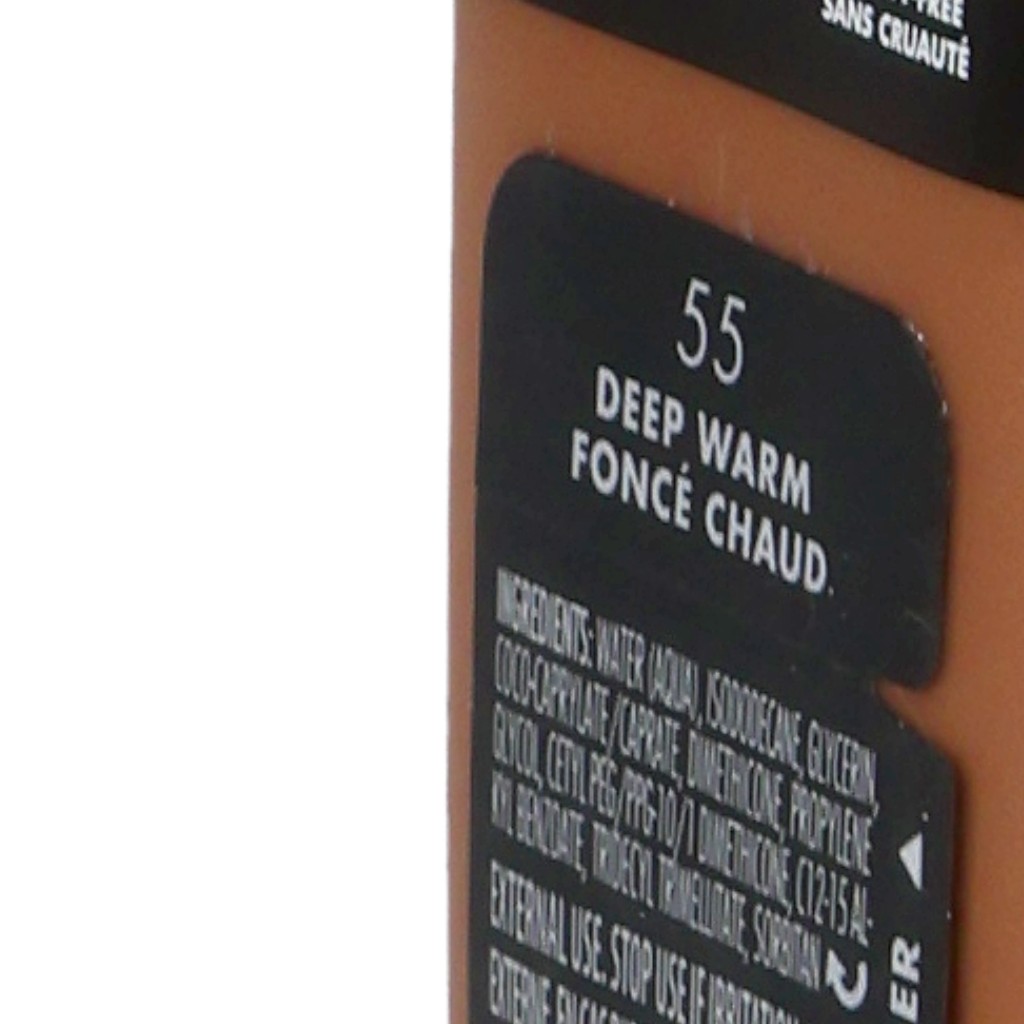 SANS CRUAUTÉ
55
DEEP WARM
FONCÉ CHAUD
INGREDIENTS: WATER (AQUA), ISODODECANE, GLYCERIN,
COCO-CAPRYLATE/CAPRATE, DIMETHICONE, PROPYLENE
GLYCOL, CETYL PEG/PPG-10/1 DIMETHICONE, C12-15 AL-
KYL BENZOATE, TRIDECYL TRIMELLITATE, SORBITAN
EXTERNAL USE. STOP USE IF IRRITATION
ER